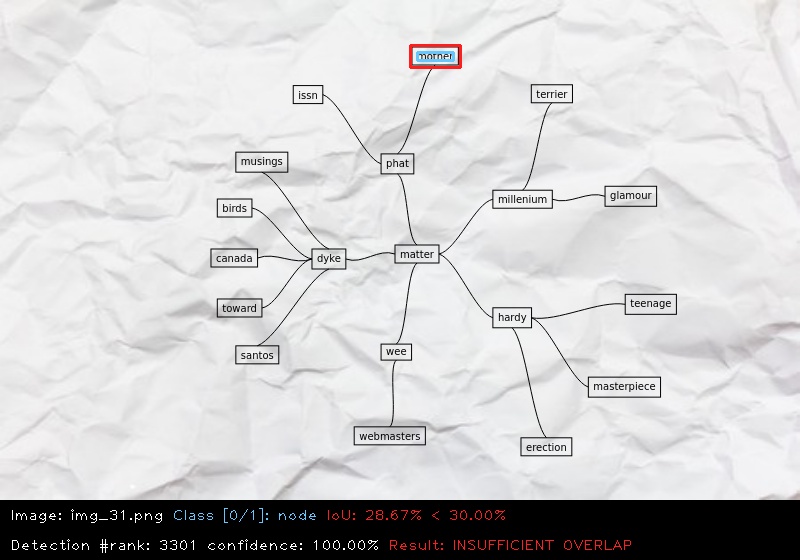 mother
issn
terrier
musings
phat
millenium
glamour
birds
canada
dyke
matter
toward
teenage
hardy
santos
wee
masterpiece
webmasters
erection
Image: img_31.png Class [0/1]: node IoU: 28.67% < 30.00%
Detection #rank: 3301 confidence: 100.00% Result: INSUFFICIENT OVERLAP